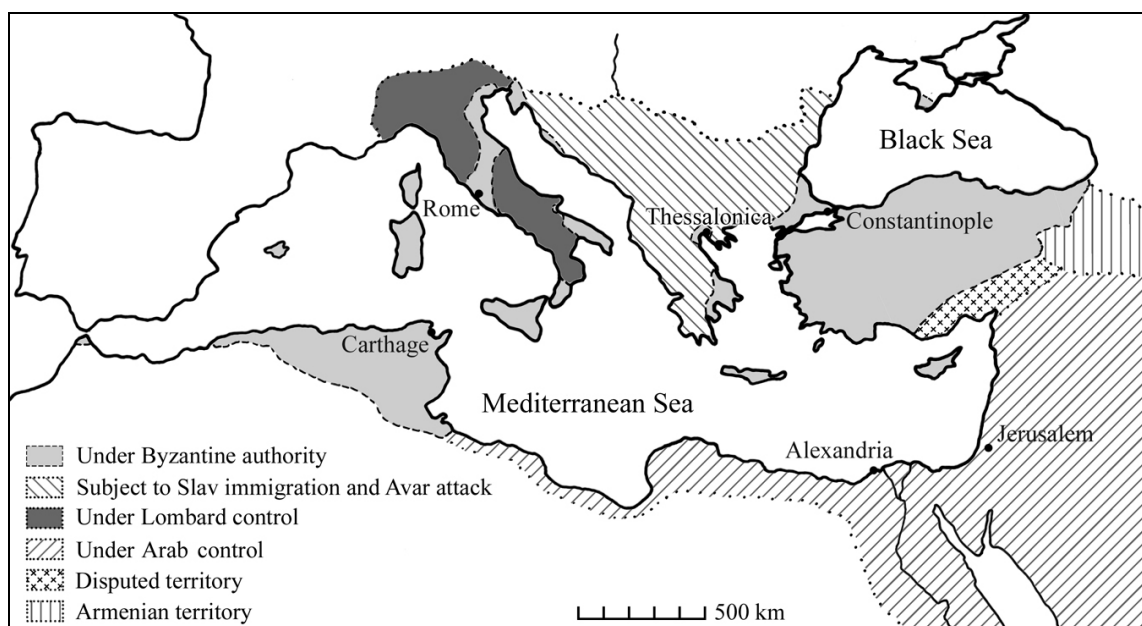 Black Sea
Rome
Thessalonica
Constantinople
Carthage
Mediterranean Sea
Alexandria
Jerusalem
Under Byzantine authority
Subject to Slav immigration and Avar attack
Under Lombard control
Under Arab control
Disputed territory
Armenian territory
500 km